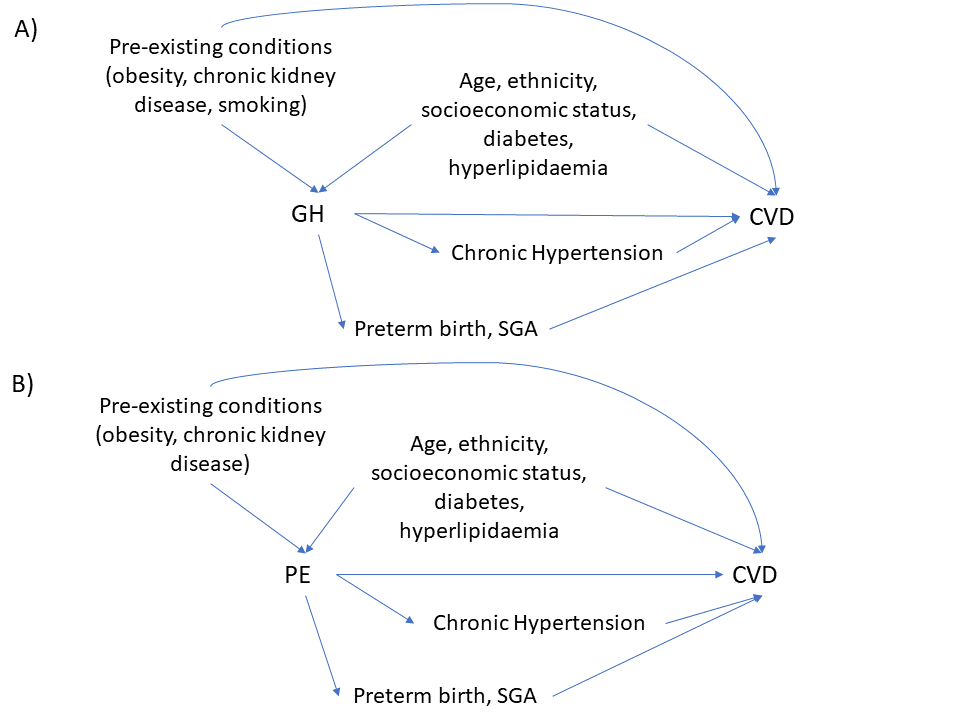 A)
Pre-existing conditions
(obesity, chronic kidney
disease, smoking)
Age, ethnicity,
socioeconomic status,
diabetes,
hyperlipidaemia
GH
CVD
Chronic Hypertension
Preterm birth, SGA
B)
Pre-existing conditions
(obesity, chronic kidney
disease)
Age, ethnicity,
socioeconomic status,
diabetes,
hyperlipidaemia
PE
CVD
Chronic Hypertension
Preterm birth, SGA